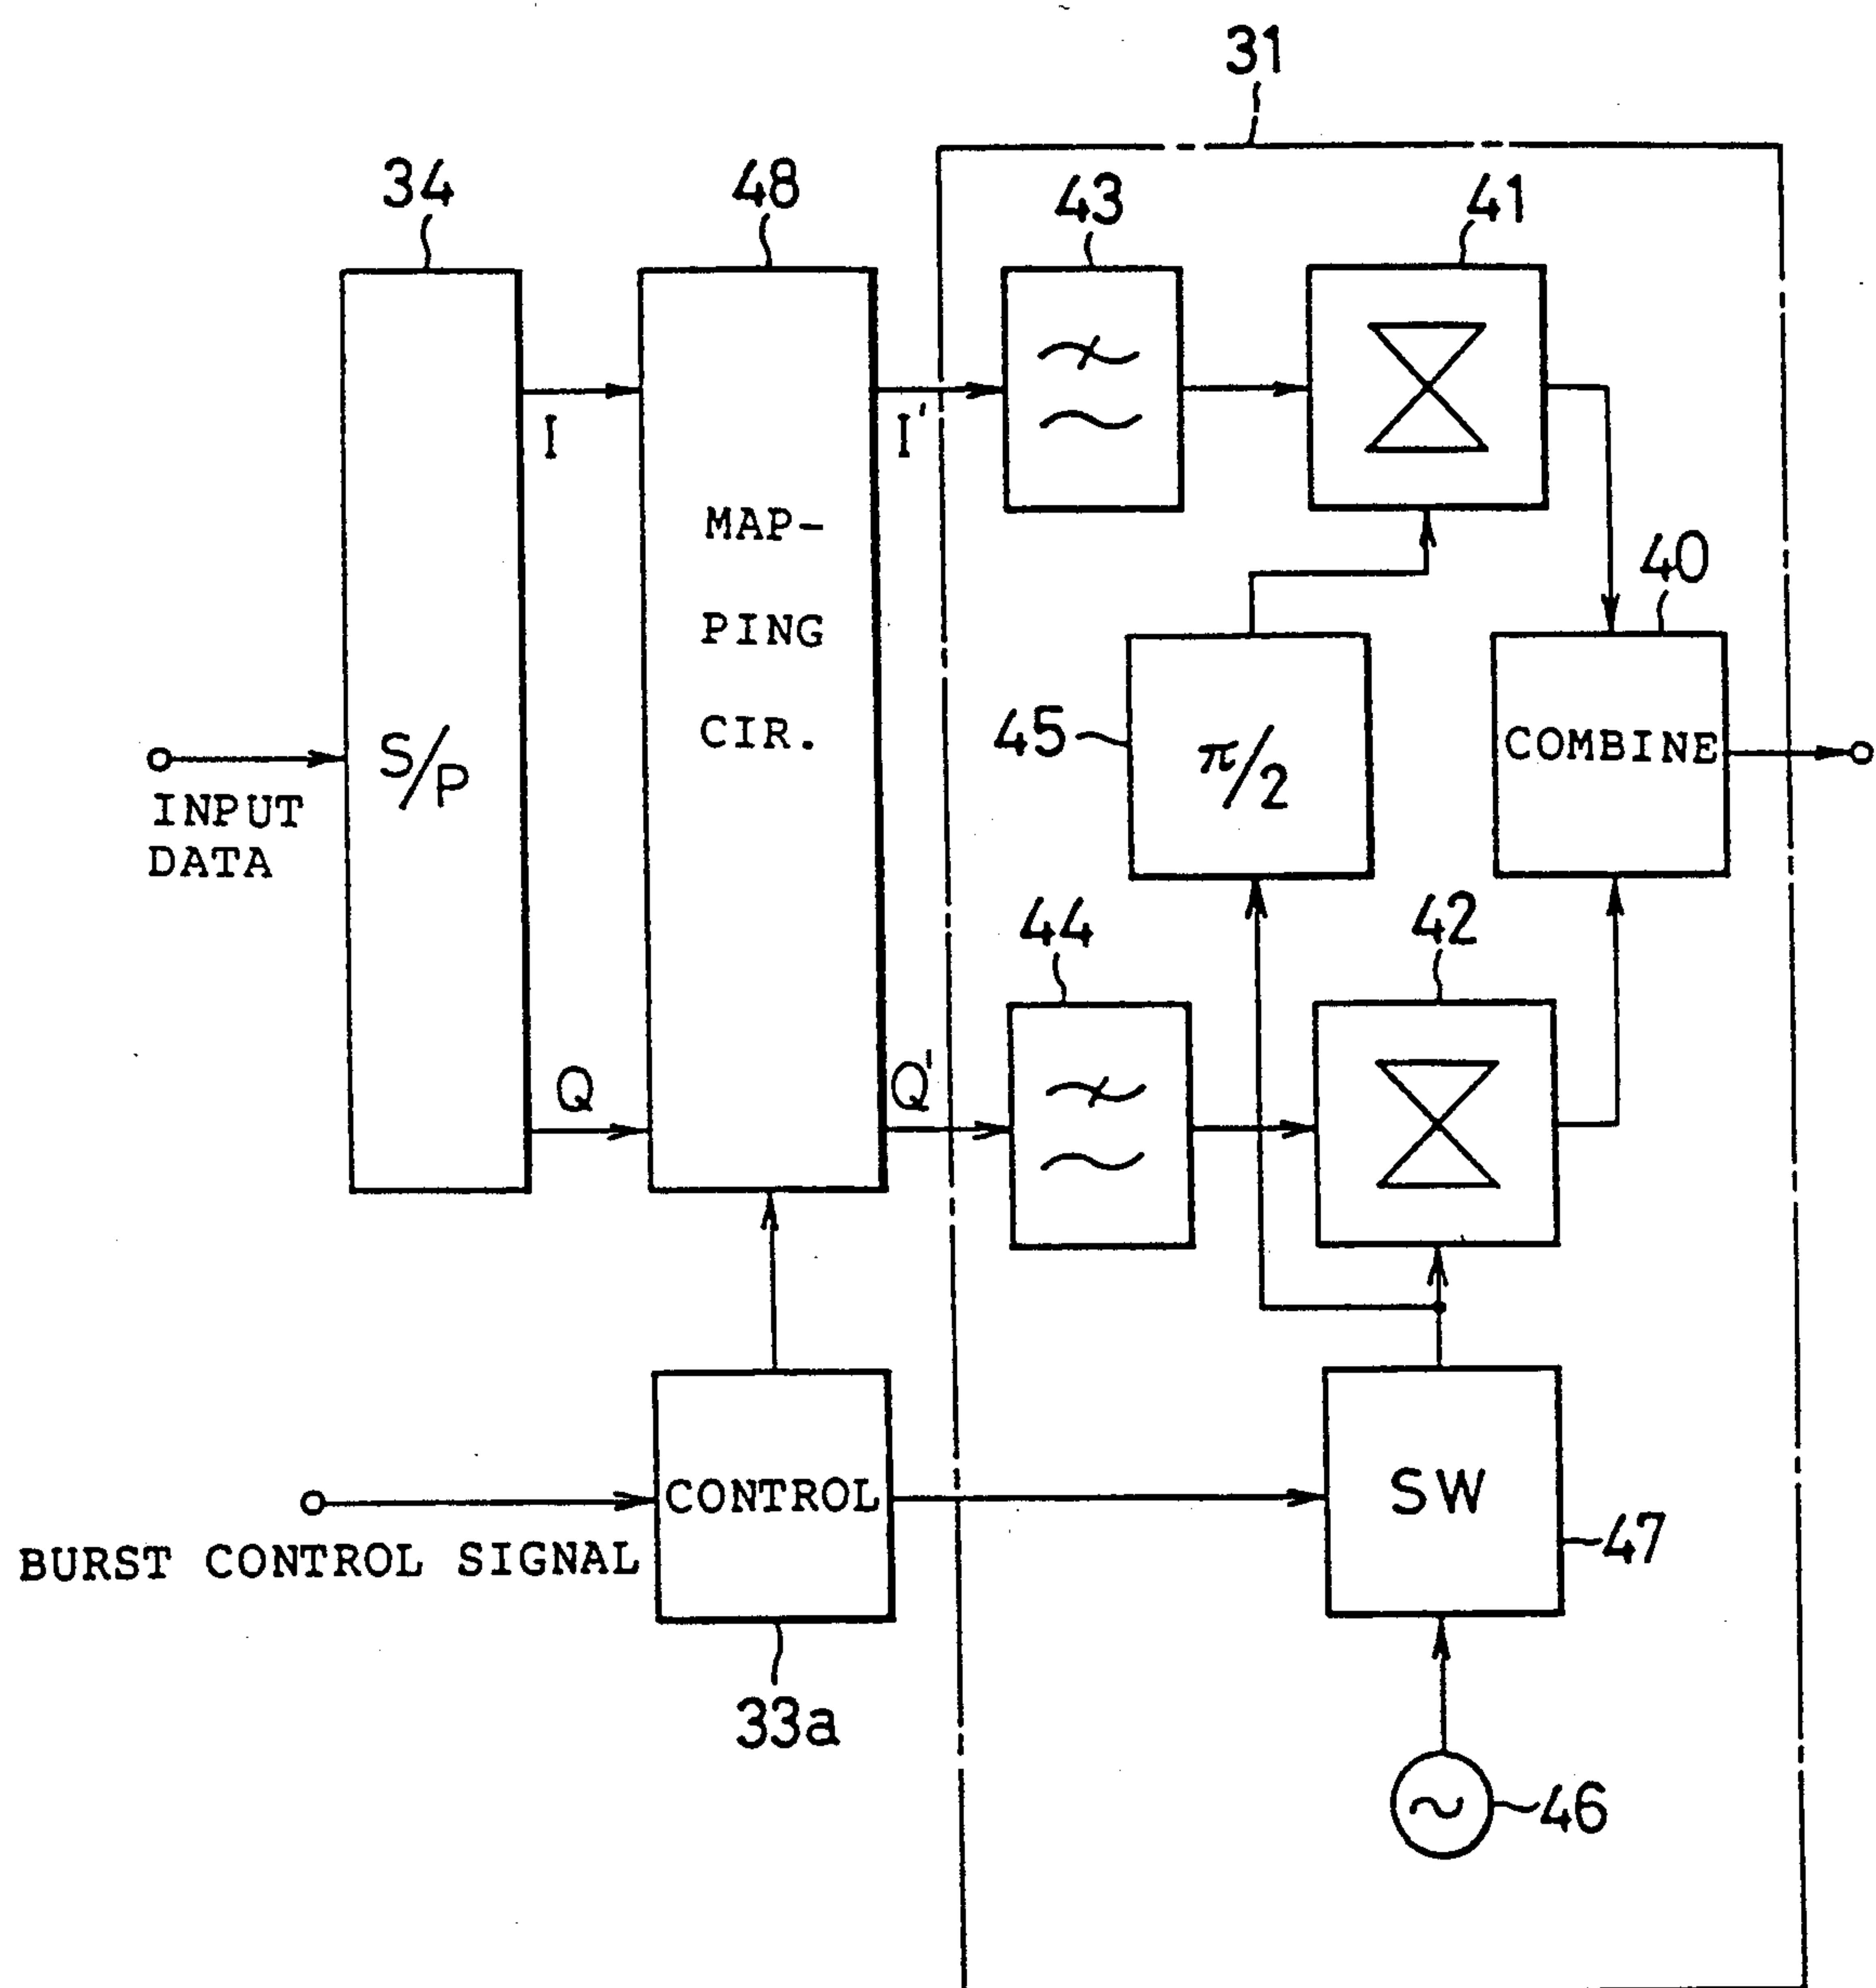 31
34
48
43
41
I
I'
MAP-
PING
CIR.
40
S/P
45
π/2
COMBINE
INPUT
DATA
44
42
Q
Q'
CONTROL
SW
BURST CONTROL SIGNAL
47
33a
46